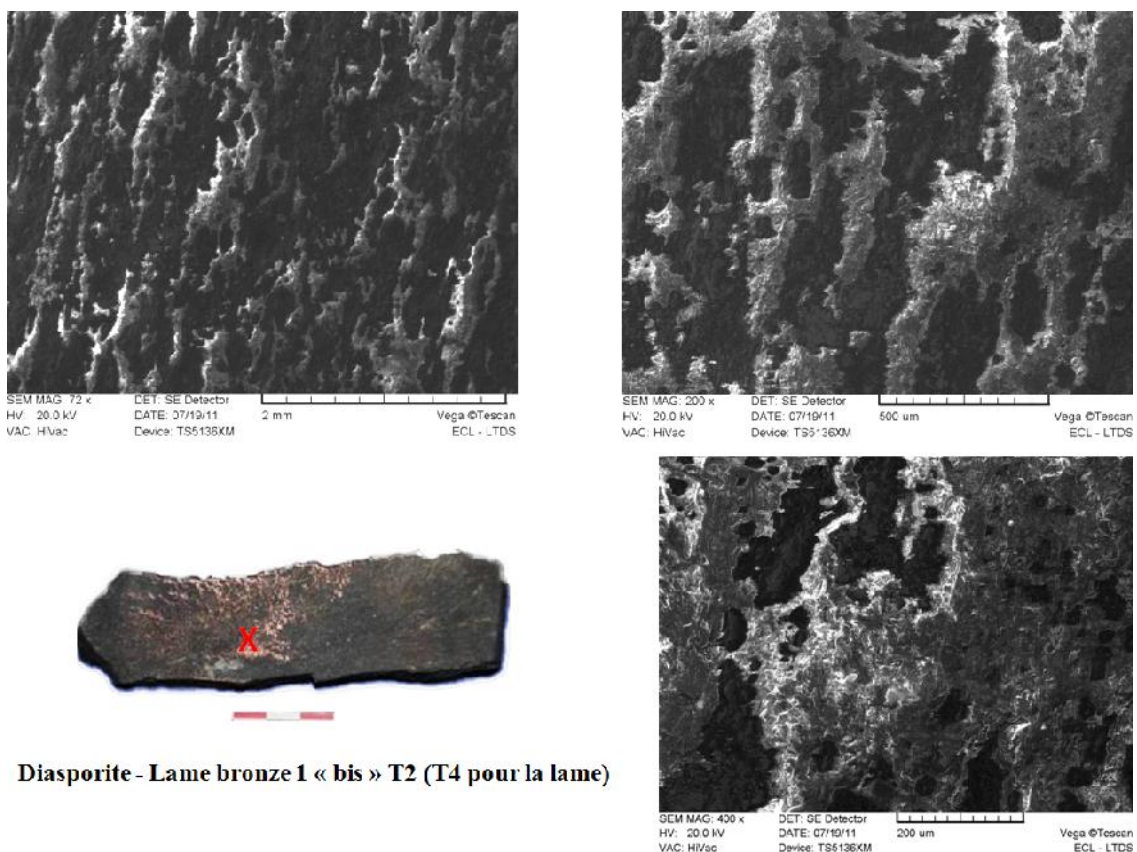 SEM MAG: 72 x DET: SE Detector
HV: 20.0 kV DATE: 07/19/11 2 mm Vega ©Tescan
VAC: HiVac Device: TS5136XM ECL - LTDS
SEM MAG: 200 x DET: SE Detector
HV: 20.0 kV DATE: 07/19/11 500 um Vega ©Tescan
VAC: HiVac Device: TS5136XM ECL - LTDS
X
Diasporite - Lame bronze 1 « bis » T2 (T4 pour la lame)
SEM MAG: 400 x DET: SE Detector
HV: 20.0 kV DATE: 07/19/11 200 um Vega ©Tescan
VAC: HiVac Device: TS5136XM ECL - LTDS